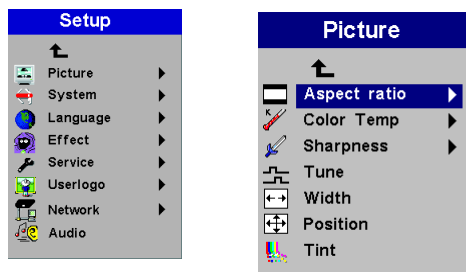 Setup
Picture
System
Language
Effect
Service
Userlogo
Network
Audio
Picture
Aspect ratio
K
Color Temp
Sharpness
Tune
Width
Position
Tint